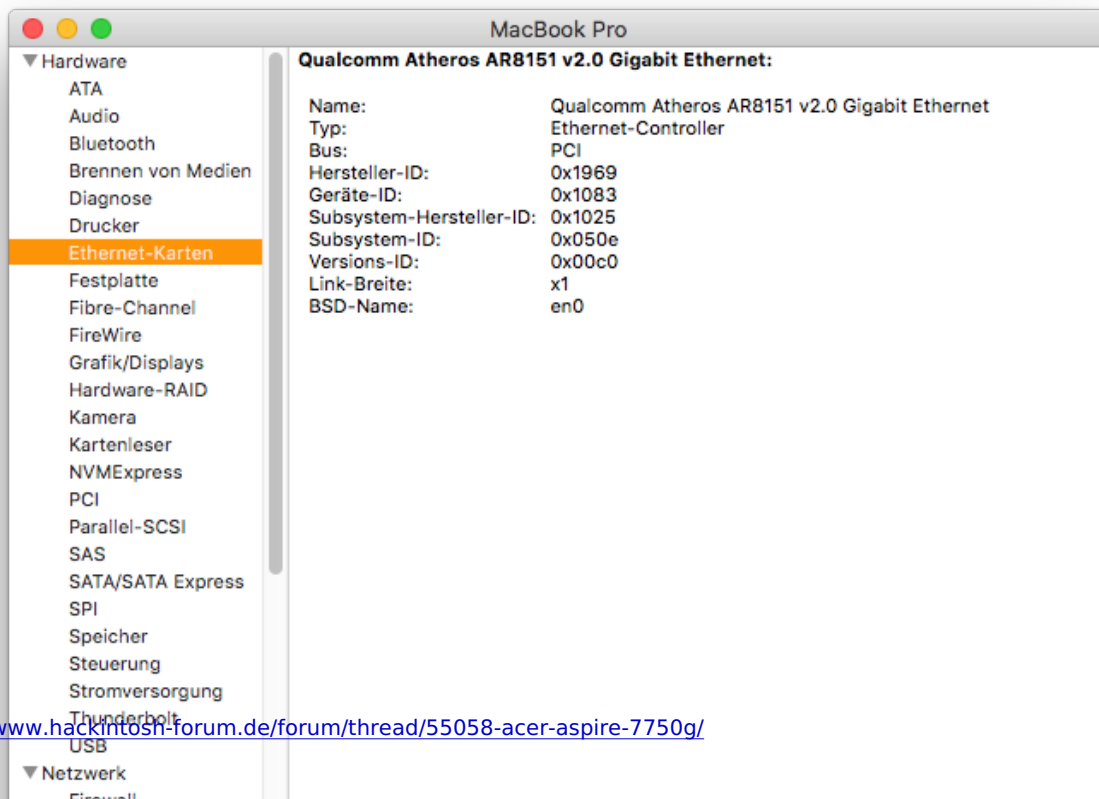 MacBook Pro
Hardware
ATA
Audio
Bluetooth
Brennen von Medien
Diagnose
Drucker
Ethernet-Karten
Festplatte
Fibre-Channel
FireWire
Grafik/Displays
Hardware-RAID
Kamera
Kartenleser
NVMExpress
PCI
Parallel-SCSI
SAS
SATA/SATA Express
SPI
Speicher
Steuerung
Stromversorgung
Thunderbolt
USB
Netzwerk
Firewall
Qualcomm Atheros AR8151 v2.0 Gigabit Ethernet:
Name: Qualcomm Atheros AR8151 v2.0 Gigabit Ethernet
Typ: Ethernet-Controller
Bus: PCI
Hersteller-ID: 0x1969
Geräte-ID: 0x1083
Subsystem-Hersteller-ID: 0x1025
Subsystem-ID: 0x050e
Versions-ID: 0x00c0
Link-Breite: x1
BSD-Name: en0
www.hackintosh-forum.de/forum/thread/55058-acer-aspire-7750g/